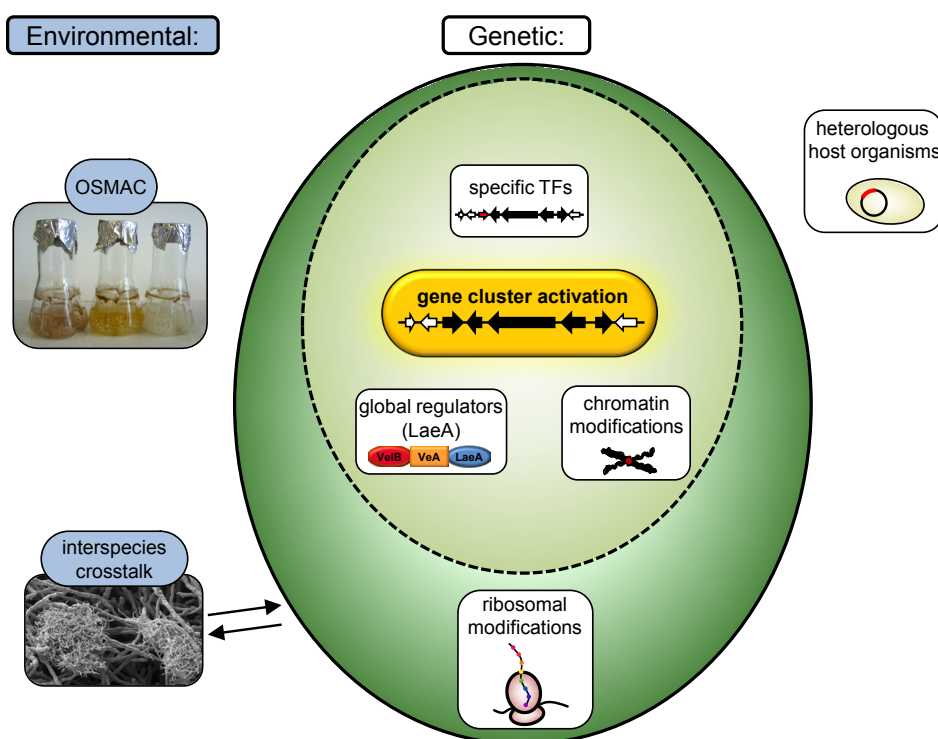 Environmental:
Genetic:
heterologous
host organisms
OSMAC
specific TFs
gene cluster activation
global regulators
(LaeA)
VelB VeA LaeA
chromatin
modifications
interspecies
crosstalk
ribosomal
modifications